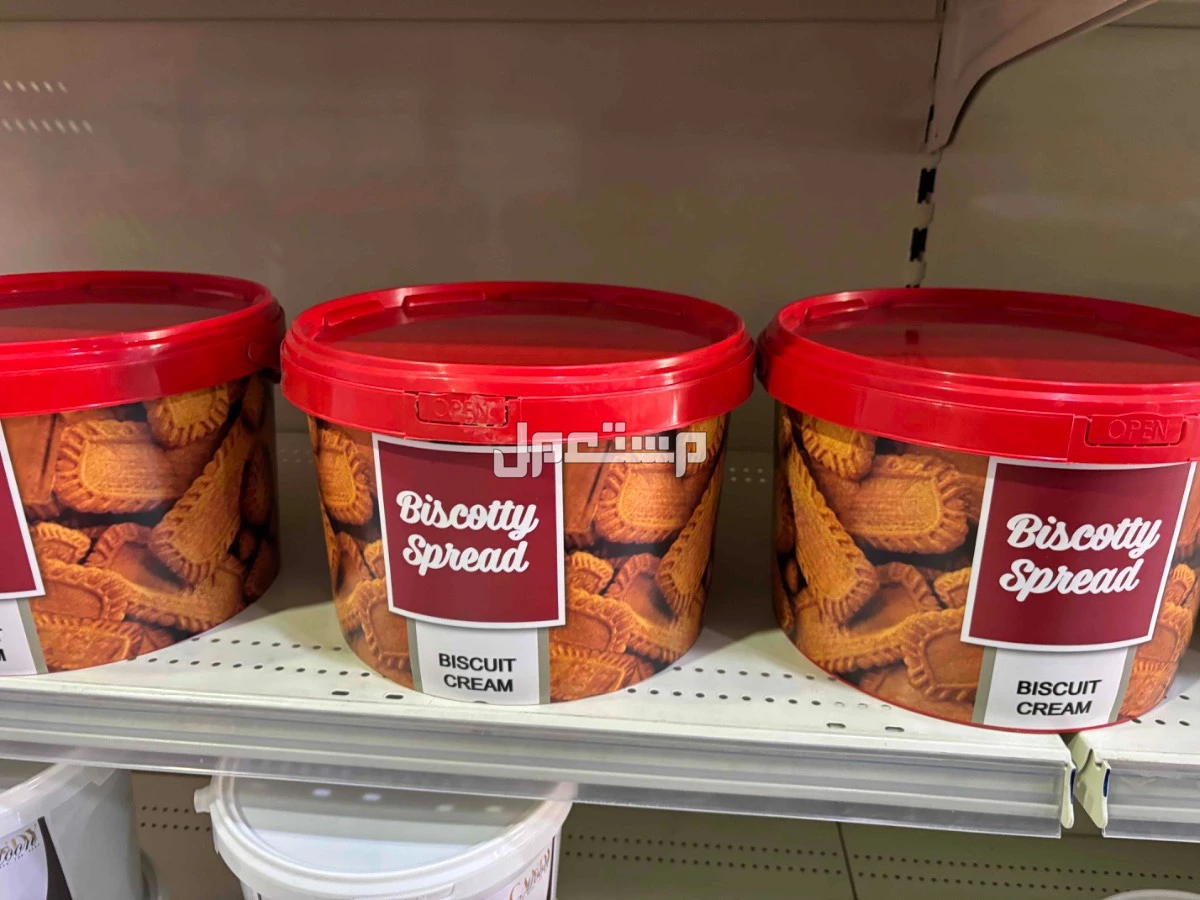 OPEN
OPEN
مستعمل
Biscotty
Spread
BISCUIT
CREAM
Biscotty
Spread
BISCUIT
CREAM